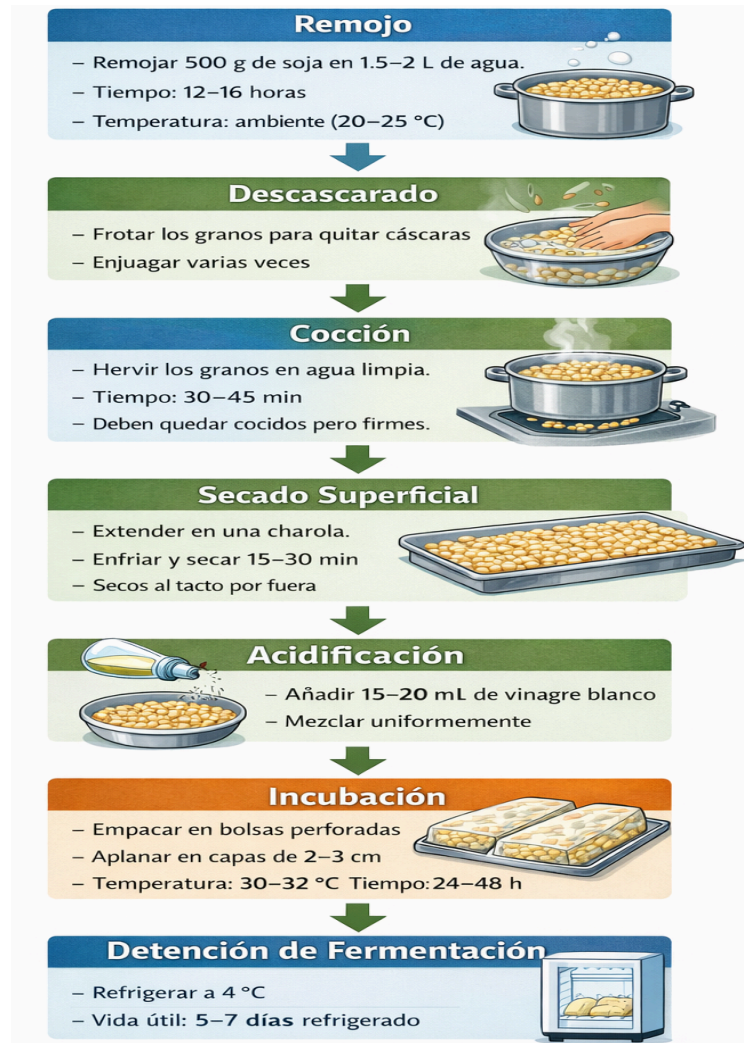 Remojo
– Remojar 500 g de soja en 1.5–2 L de agua.
– Tiempo: 12–16 horas
– Temperatura: ambiente (20–25 °C)
Descascarado
– Frotar los granos para quitar cáscaras
– Enjuagar varias veces
Cocción
– Hervir los granos en agua limpia.
– Tiempo: 30–45 min
– Deben quedar cocidos pero firmes.
Secado Superficial
– Extender en una charola.
– Enfriar y secar 15–30 min
– Secos al tacto por fuera
Acidificación
– Añadir 15–20 mL de vinagre blanco
– Mezclar uniformemente
Incubación
– Empacar en bolsas perforadas
– Aplanar en capas de 2–3 cm
– Temperatura: 30–32 °C Tiempo: 24–48 h
Detención de Fermentación
– Refrigerar a 4 °C
– Vida útil: 5–7 días refrigerado